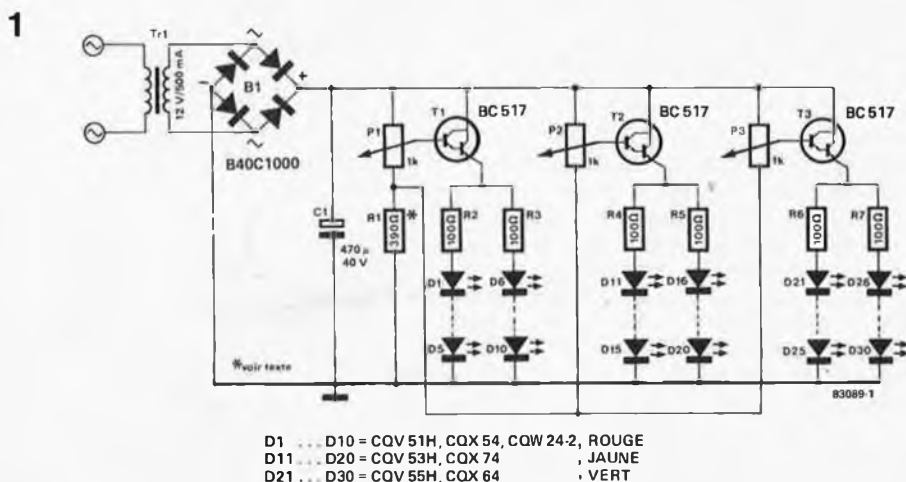 1
Tr1
12 V/500 mA
B1
B40C1000
C1
470 µ
40 V
P1
1k
T1
BC 517
R1
390Ω
*
R2
100Ω
R3
100Ω
D1
D6
D5
D10
P2
1k
T2
BC 517
R4
100Ω
R5
100Ω
D11
D16
D15
D20
P3
1k
T3
BC 517
R6
100Ω
R7
100Ω
D21
D26
D25
D30
*voir texte
83089-1
D1 ... D10 = CQV 51H, CQX 54, CQW 24-2, ROUGE
D11 ... D20 = CQV 53H, CQX 74 , JAUNE
D21 ... D30 = CQV 55H, CQX 64 , VERT